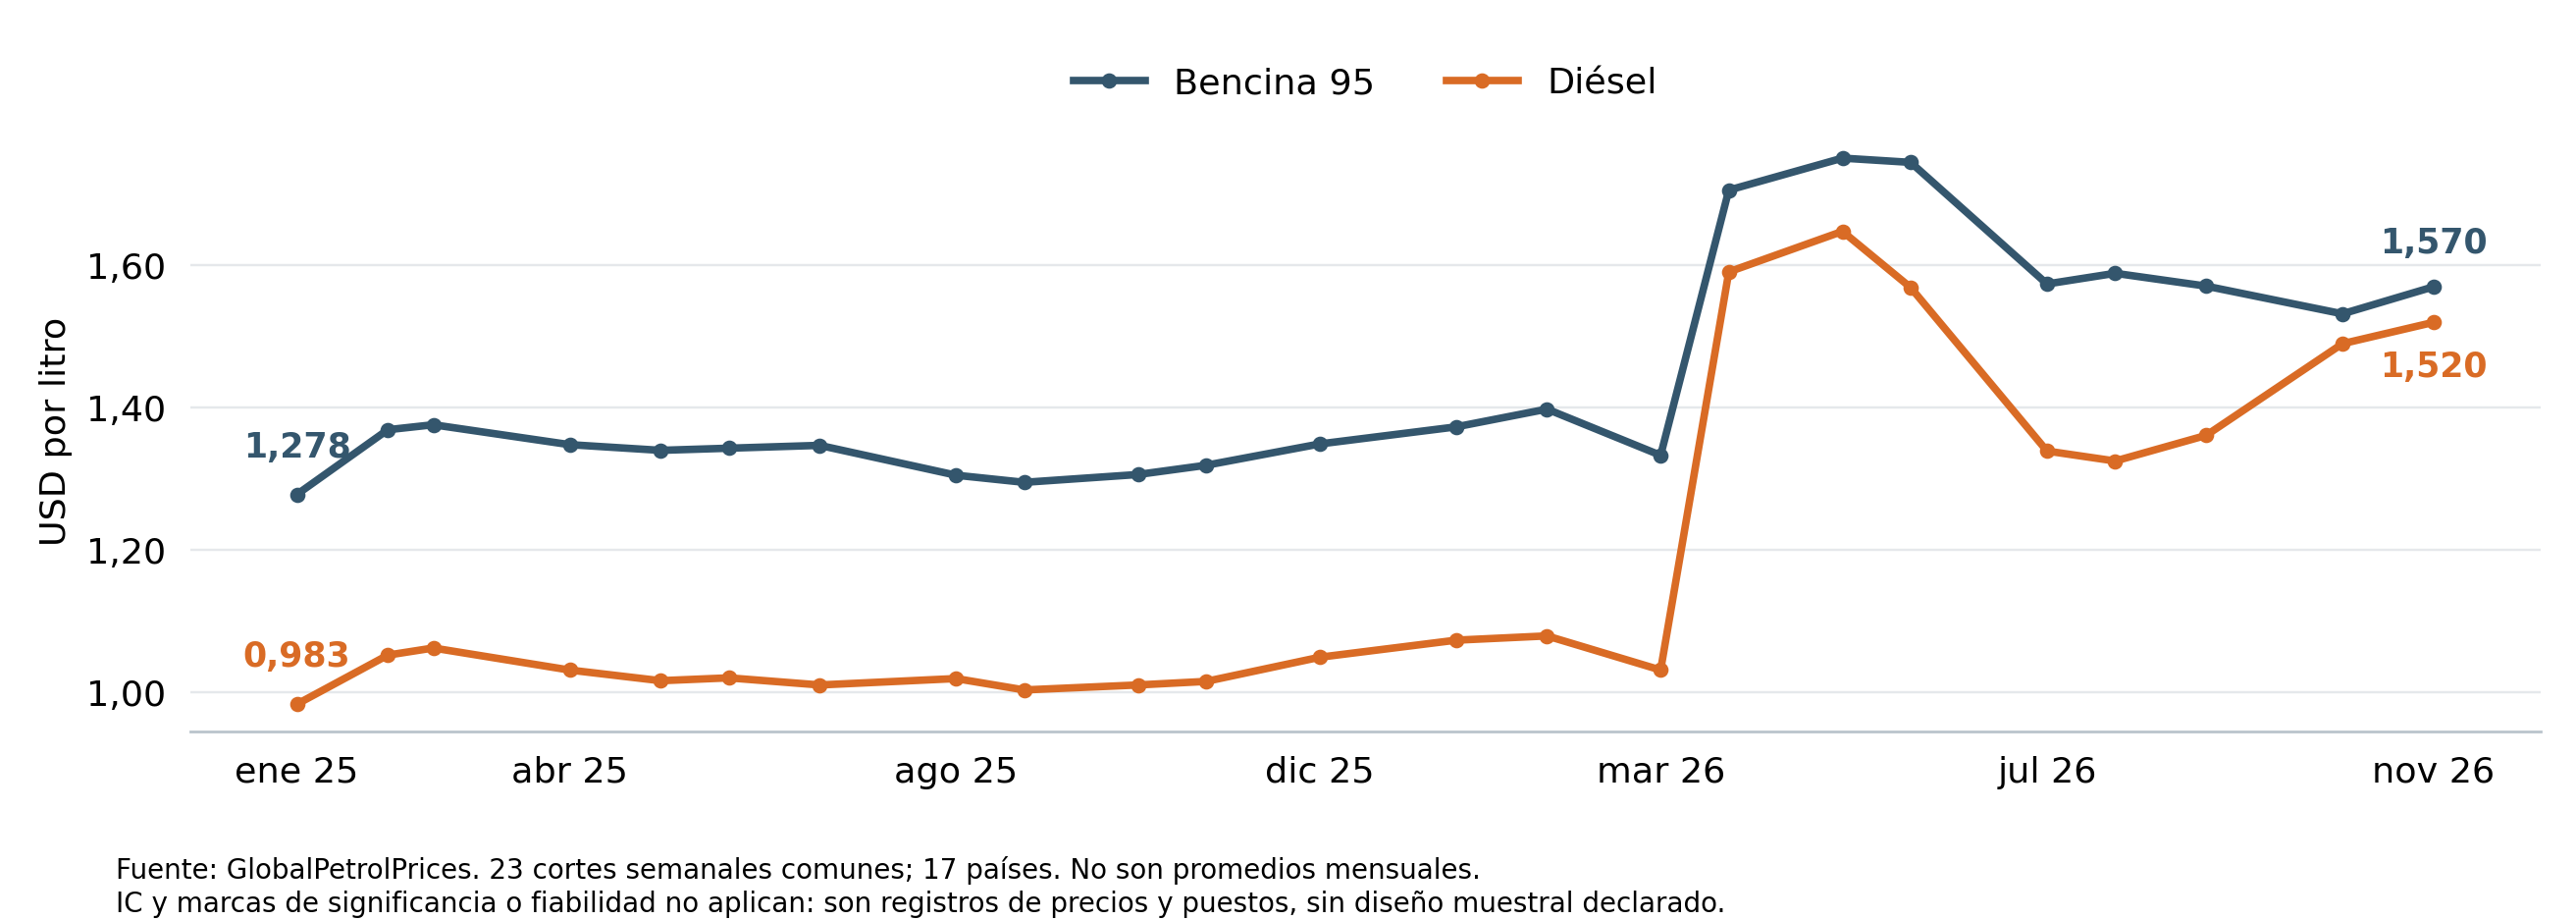 Bencina 95 Diésel
USD por litro
1,60
1,40
1,20
1,00
1,278
0,983
1,570
1,520
ene 25 abr 25 ago 25 dic 25 mar 26 jul 26 nov 26
Fuente: GlobalPetrolPrices. 23 cortes semanales comunes; 17 países. No son promedios mensuales.
IC y marcas de significancia o fiabilidad no aplican: son registros de precios y puestos, sin diseño muestral declarado.